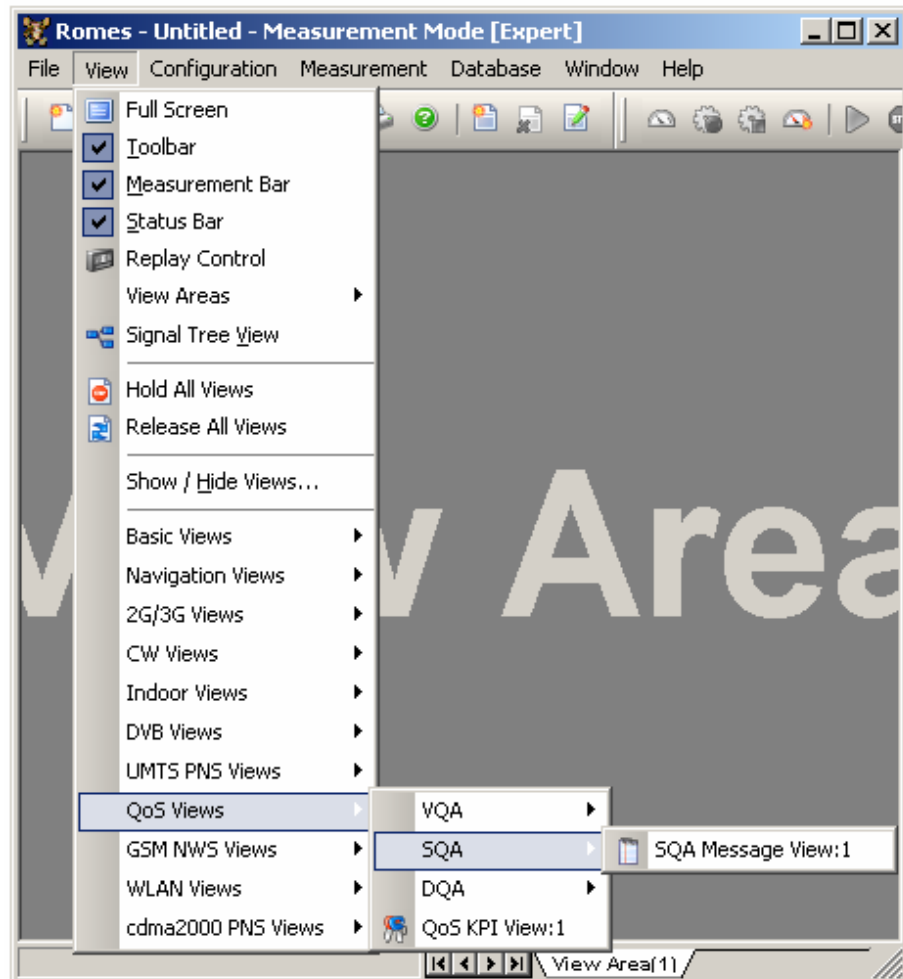 Romes - Untitled - Measurement Mode [Expert]
File View Configuration Measurement Database Window Help
Full Screen
Toolbar
Measurement Bar
Status Bar
Replay Control
View Areas
Signal Tree View
Hold All Views
Release All Views
Show / Hide Views...
Basic Views
Navigation Views
2G/3G Views
CW Views
Indoor Views
DVB Views
UMTS PNS Views
QoS Views
GSM NWS Views
WLAN Views
cdma2000 PNS Views
VQA
SQA
DQA
QoS KPI View:1
SQA Message View:1
w Area
View Area(1)